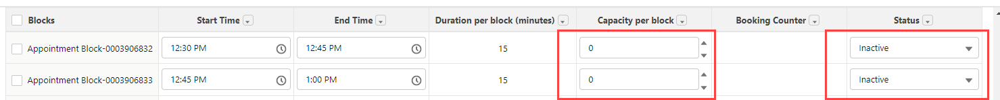 Blocks Start Time End Time Duration per block (minutes) Capacity per block Booking Counter Status
Appointment Block-0003906832 12:30 PM 12:45 PM 15 0 Inactive
Appointment Block-0003906833 12:45 PM 1:00 PM 15 0 Inactive